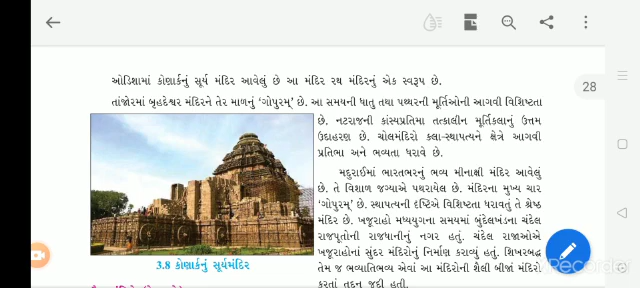 28
ઓડિશામાં કોણાર્કનું સૂર્ય મંદિર આવેલું છે આ મંદિર રથ મંદિરનું એક સ્વરૂપ છે.
તાંજોરમાં બૃહદેશ્વર મંદિરને તેર માળનું 'ગોપુરમ્' છે. આ સમયની ધાતુ તથા પથ્થરની મૂર્તિઓની આગવી વિશિષ્ટતા
છે. નટરાજની કાંસ્યપ્રતિમા તત્કાલીન મૂર્તિકલાનું ઉત્તમ
ઉદાહરણ છે. ચોલમંદિરો કલા-સ્થાપત્યને ક્ષેત્રે આગવી
પ્રતિભા અને ભવ્યતા ધરાવે છે.
મદુરાઈમાં ભારતભરનું ભવ્ય મીનાક્ષી મંદિર આવેલું
છે. તે વિશાળ જગ્યાએ પથરાયેલ છે. મંદિરના મુખ્ય ચાર
'ગોપુરમ્' છે. સ્થાપત્યની દૃષ્ટિએ વિશિષ્ટતા ધરાવતું તે શ્રેષ્ઠ
મંદિર છે. ખજૂરાહો મધ્યયુગના સમયમાં બુંદેલખંડના ચંદેલ
રાજપૂતોની રાજધાનીનું નગર હતું. ચંદેલ રાજાઓએ
ખજૂરાહોનાં સુંદર મંદિરોનું નિર્માણ કરાવ્યું હતું. શિખરબદ્ધ
તેમ જ ભવ્યાતિભવ્ય એવાં આ મંદિરોની શૈલી બીજાં મંદિરો
કરતાં તદ્દન જુદી હતી.
3.8 કોણાર્કનું સૂર્યમંદિર